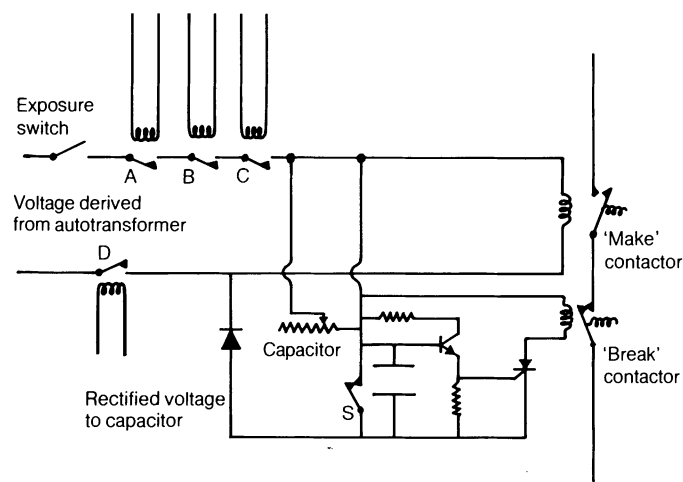 Exposure
switch
A
B
C
Voltage derived
from autotransformer
D
'Make'
contactor
Capacitor
'Break'
contactor
Rectified voltage
to capacitor
S